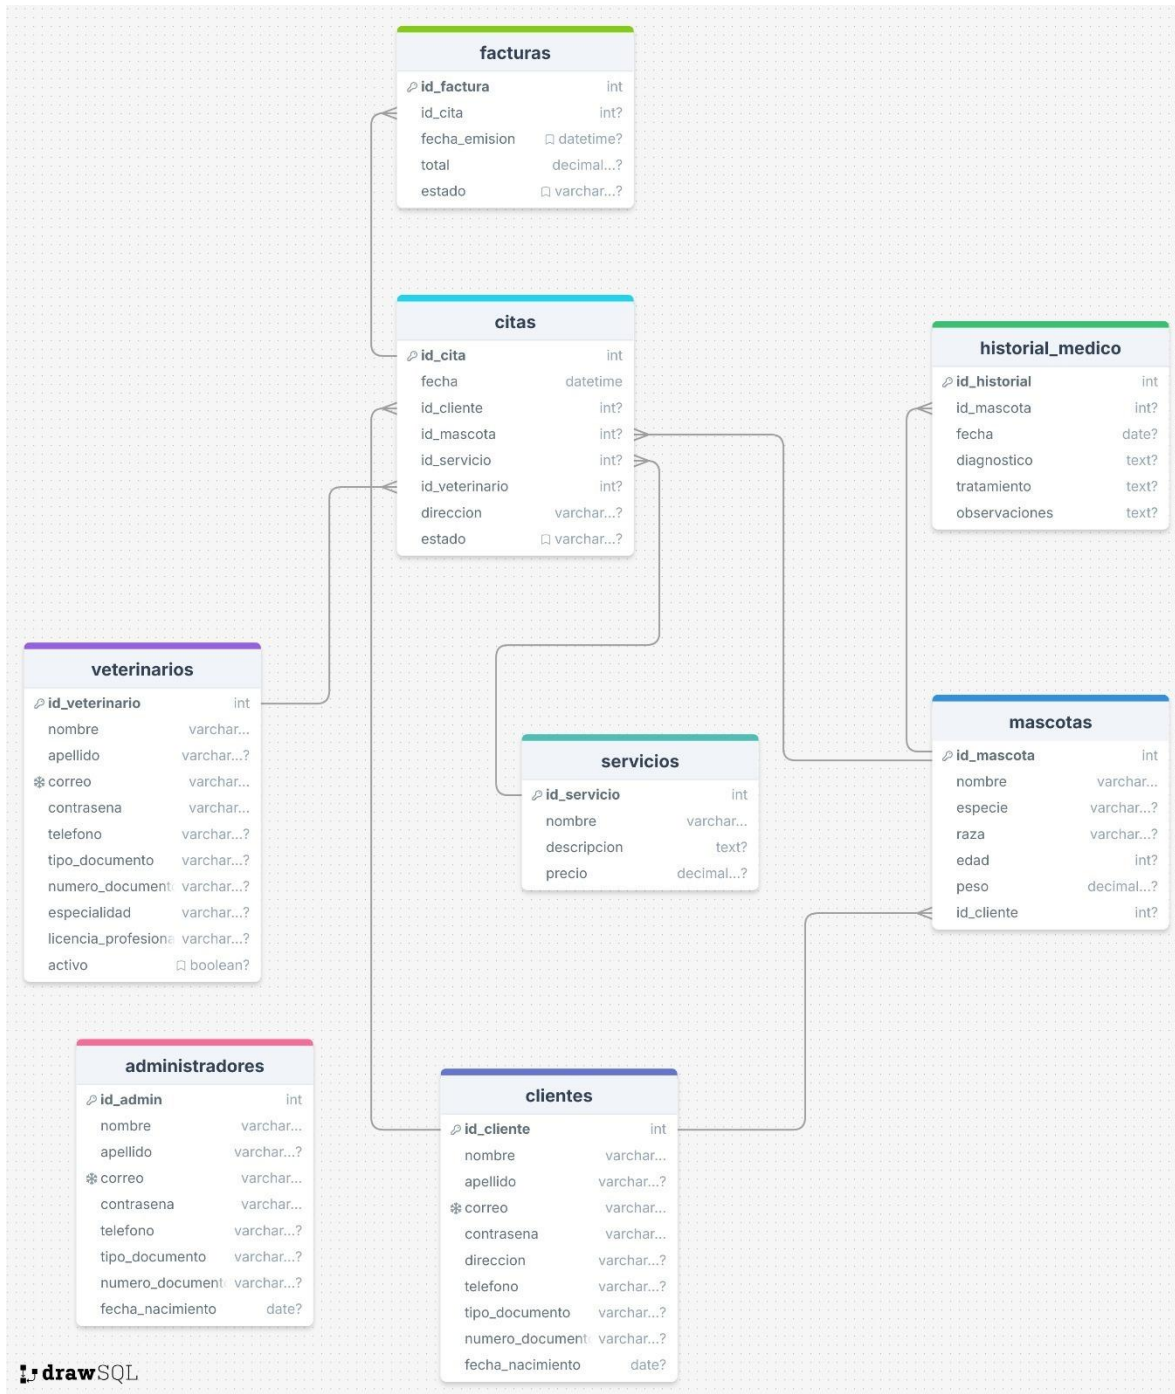 facturas
id_factura int
id_cita int?
fecha_emision datetime?
total decimal...?
estado varchar...?
citas
id_cita int
fecha datetime
id_cliente int?
id_mascota int?
id_servicio int?
id_veterinario int?
direccion varchar...?
estado varchar...?
historial_medico
id_historial int
id_mascota int?
fecha date?
diagnostico text?
tratamiento text?
observaciones text?
veterinarios
id_veterinario int
nombre varchar...
apellido varchar...?
correo varchar...
contrasena varchar...
telefono varchar...?
tipo_documento varchar...?
numero_document varchar...?
especialidad varchar...?
licencia_profesiona varchar...?
activo boolean?
servicios
id_servicio int
nombre varchar...
descripcion text?
precio decimal...?
mascotas
id_mascota int
nombre varchar...
especie varchar...?
raza varchar...?
edad int?
peso decimal...?
id_cliente int?
administradores
id_admin int
nombre varchar...
apellido varchar...?
correo varchar...
contrasena varchar...
telefono varchar...?
tipo_documento varchar...?
numero_document varchar...?
fecha_nacimiento date?
clientes
id_cliente int
nombre varchar...
apellido varchar...?
correo varchar...
contrasena varchar...
direccion varchar...?
telefono varchar...?
tipo_documento varchar...?
numero_document varchar...?
fecha_nacimiento date?
drawSQL